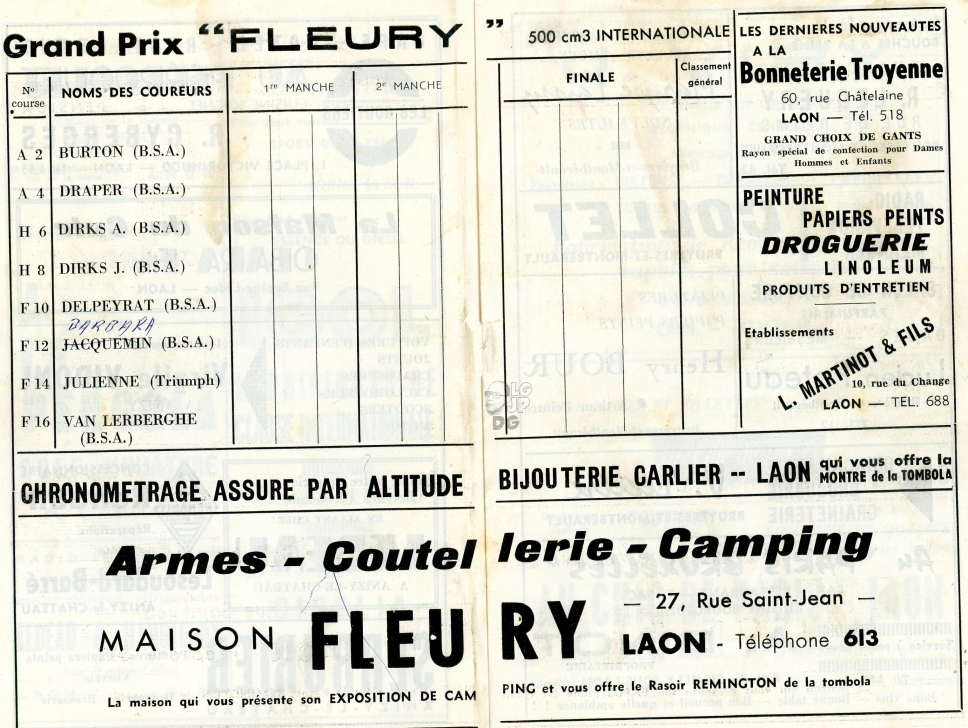 Grand Prix “FLEURY”
500 cm3 INTERNATIONALE
N° course
NOMS DES COUREURS
1re MANCHE
2e MANCHE
FINALE
Classement général
A 2 BURTON (B.S.A.)
A 4 DRAPER (B.S.A.)
H 6 DIRKS A. (B.S.A.)
H 8 DIRKS J. (B.S.A.)
F 10 DELPEYRAT (B.S.A.)
BARBARA
F 12 JACQUEMIN (B.S.A.)
F 14 JULIENNE (Triumph)
F 16 VAN LERBERGHE
(B.S.A.)
LES DERNIERES NOUVEAUTES
A LA
Bonneterie Troyenne
60, rue Châtelaine
LAON — Tél. 518
GRAND CHOIX DE GANTS
Rayon spécial de confection pour Dames
Hommes et Enfants
PEINTURE
PAPIERS PEINTS
DROGUERIE
LINOLEUM
PRODUITS D'ENTRETIEN
Etablissements
L. MARTINOT & FILS
10, rue du Change
LAON — TEL. 688
CHRONOMETRAGE ASSURE PAR ALTITUDE
BIJOUTERIE CARLIER -- LAON qui vous offre la
MONTRE de la TOMBOLA
Armes - Coutellerie - Camping
MAISON FLEURY
— 27, Rue Saint-Jean —
LAON - Téléphone 613
La maison qui vous présente son EXPOSITION DE CAMPING et vous offre le Rasoir REMINGTON de la tombola